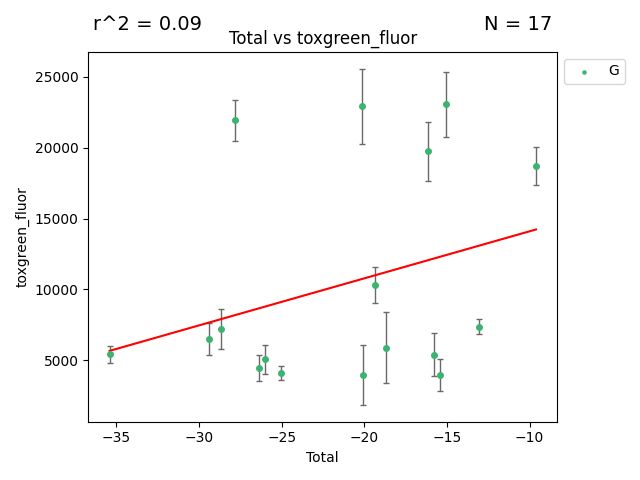 r^2 = 0.09
N = 17
Total vs toxgreen_fluor
G
25000
20000
15000
10000
5000
toxgreen_fluor
−35
−30
−25
−20
−15
−10
Total